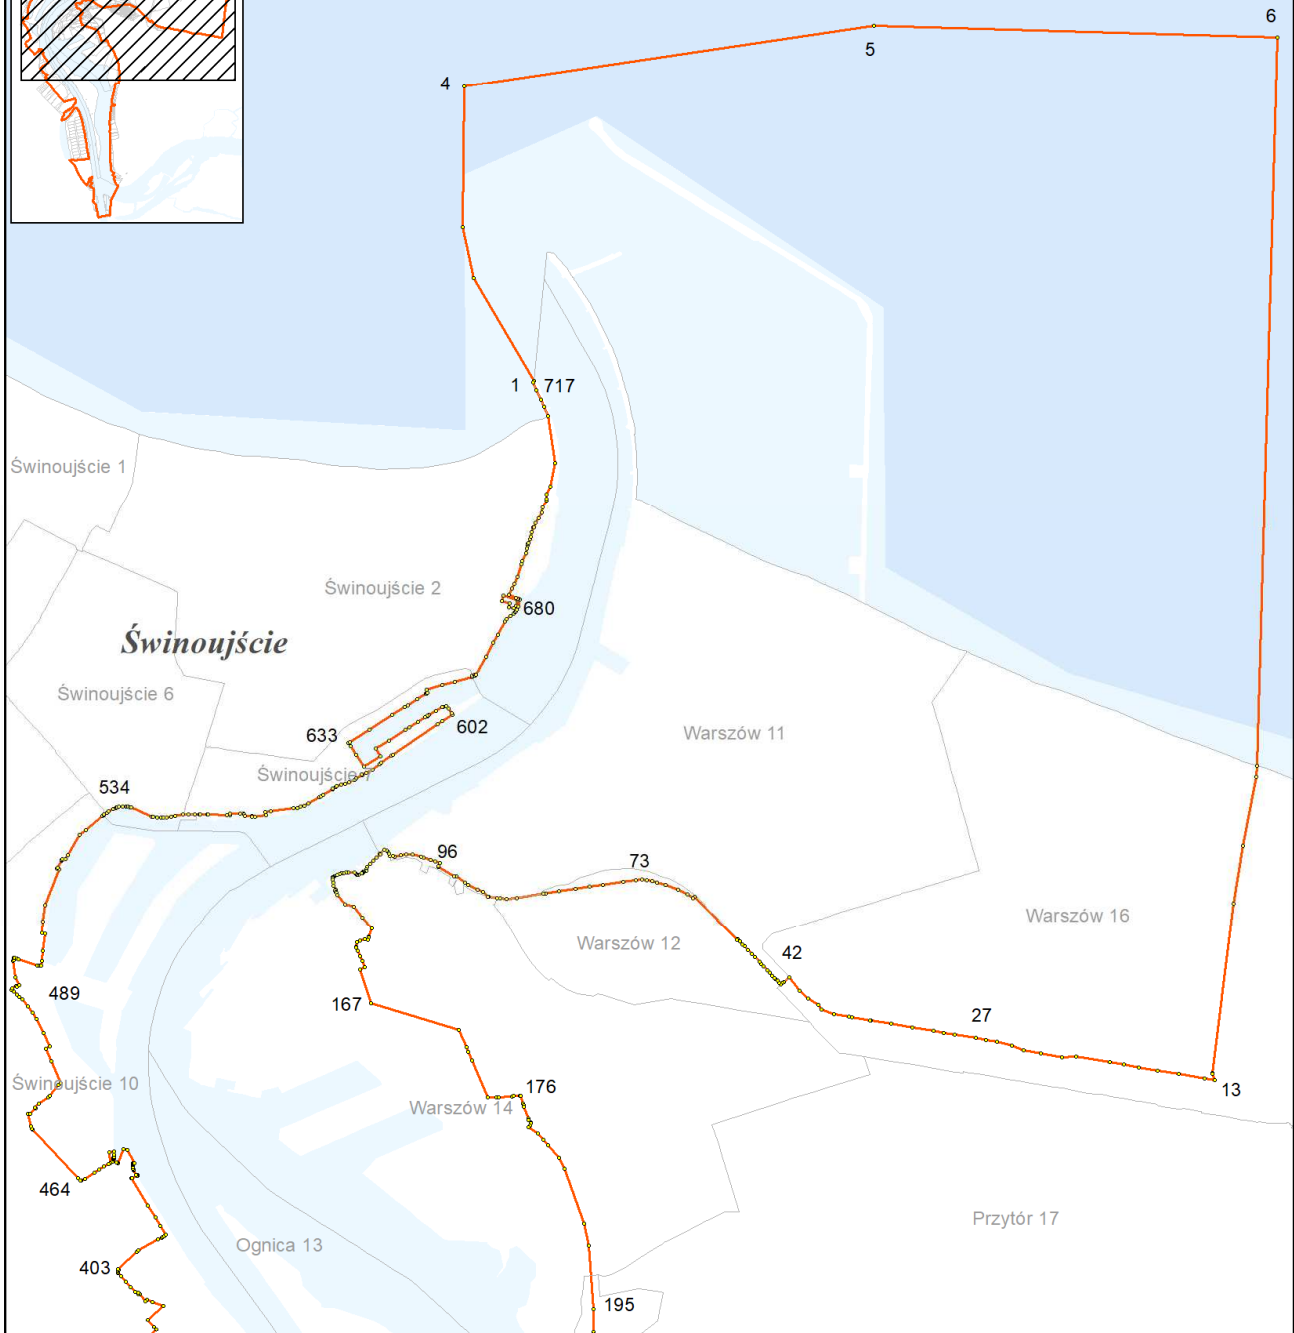 6
5
4
1
717
Świnoujście 1
Świnoujście 2
680
Świnoujście
Świnoujście 6
602
633
Warszów 11
Świnoujście 7
534
96
73
Warszów 16
Warszów 12
42
489
167
27
Świnoujście 10
176
13
Warszów 14
464
Przytór 17
Ognica 13
403
195